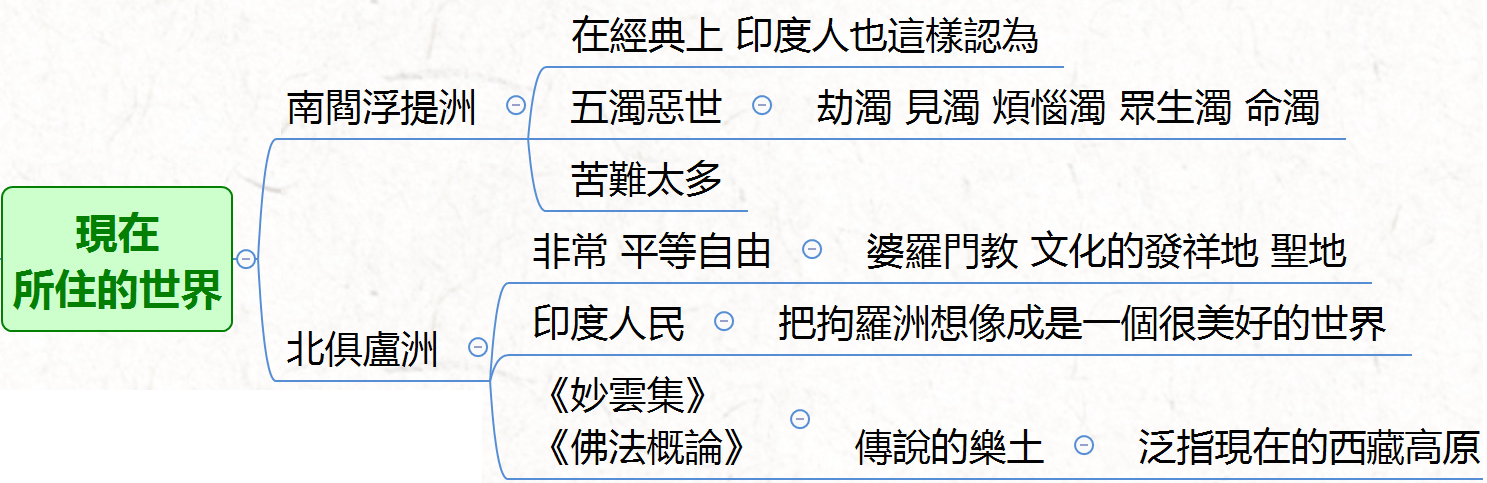 現在
所住的世界
南閻浮提洲
在經典上 印度人也這樣認為
五濁惡世
劫濁 見濁 煩惱濁 眾生濁 命濁
苦難太多
北俱盧洲
非常 平等自由
婆羅門教 文化的發祥地 聖地
印度人民
把拘羅洲想像成是一個很美好的世界
《妙雲集》
《佛法概論》
傳說的樂土
泛指現在的西藏高原